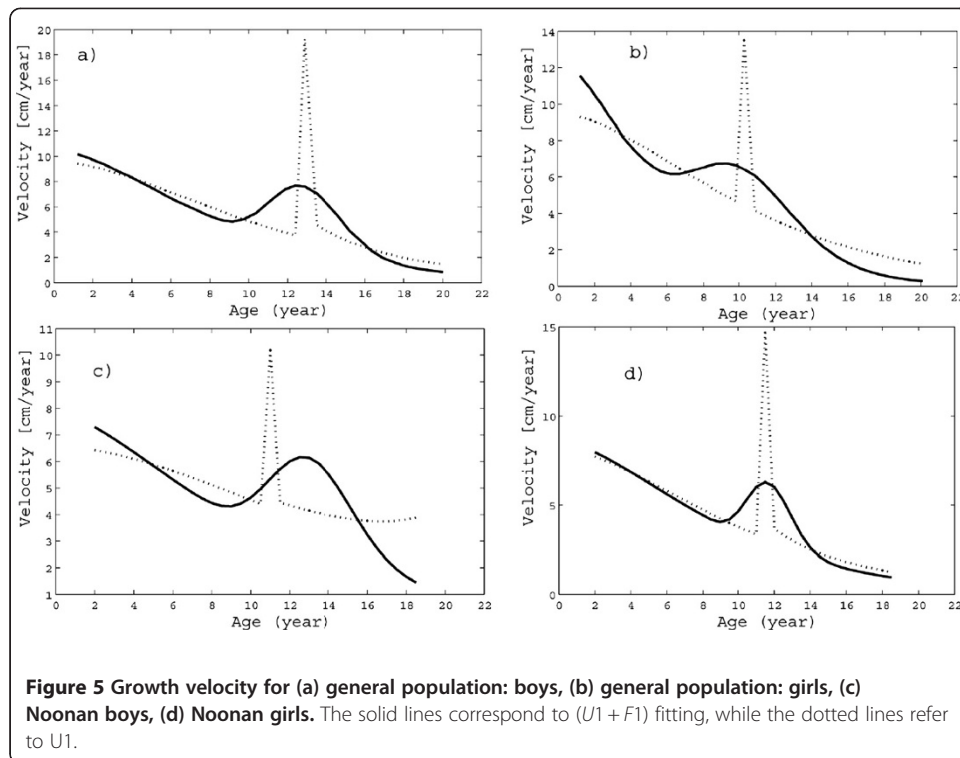 a)
Velocity [cm/year]
20
18
16
14
12
10
8
6
4
2
0
0 2 4 6 8 10 12 14 16 18 20 22
Age (year)
b)
Velocity [cm/year]
14
12
10
8
6
4
2
0
0 2 4 6 8 10 12 14 16 18 20 22
Age (year)
c)
Velocity [cm/year]
11
10
9
8
7
6
5
4
3
2
1
0 2 4 6 8 10 12 14 16 18 20 22
Age (year)
d)
Velocity [cm/year]
15
10
5
0
0 2 4 6 8 10 12 14 16 18 20 22
Age (year)
Figure 5 Growth velocity for (a) general population: boys, (b) general population: girls, (c)
Noonan boys, (d) Noonan girls. The solid lines correspond to (U1 + F1) fitting, while the dotted lines refer
to U1.